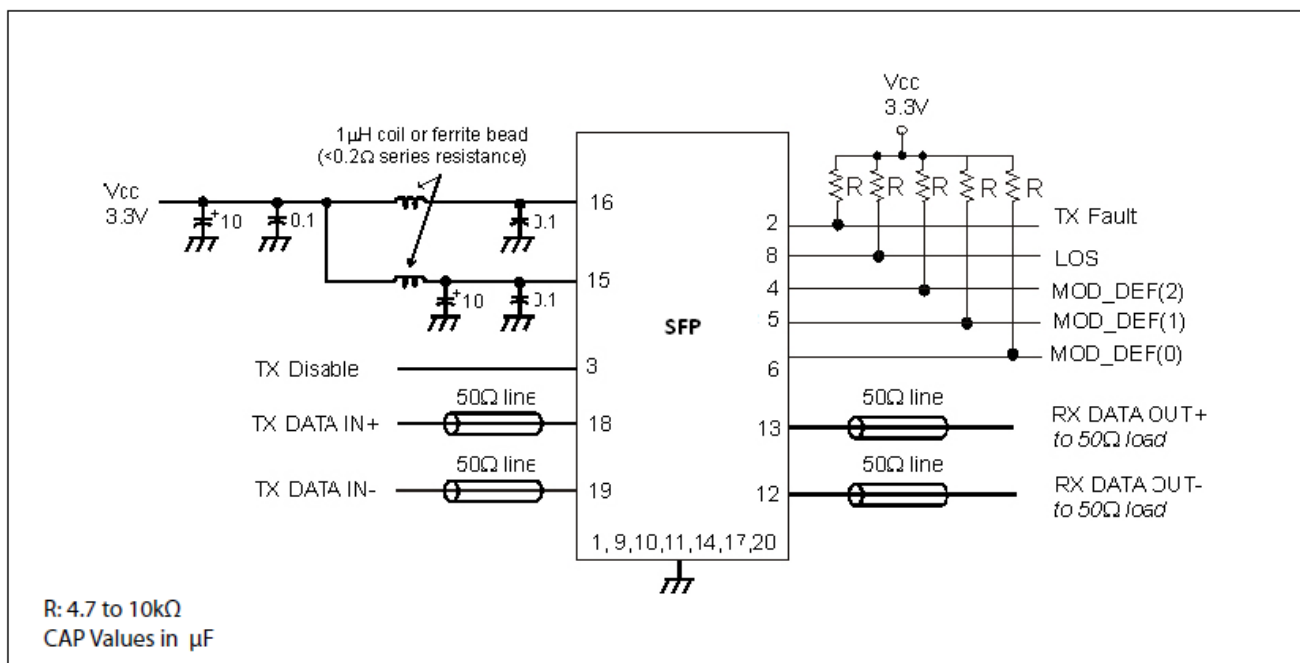 Vcc
3.3V
1µH coil or ferrite bead
(<0.2Ω series resistance)
Vcc
3.3V
+10
0.1
0.1
16
R
R
R
R
R
2
TX Fault
8
LOS
+10
0.1
15
4
MOD_DEF(2)
SFP
5
MOD_DEF(1)
6
MOD_DEF(0)
TX Disable
3
50Ω line
TX DATA IN+
18
50Ω line
13
RX DATA OUT+
to 50Ω load
50Ω line
TX DATA IN-
19
50Ω line
12
RX DATA OUT-
to 50Ω load
1, 9,10,11,14,17,20
R: 4.7 to 10kΩ
CAP Values in µF